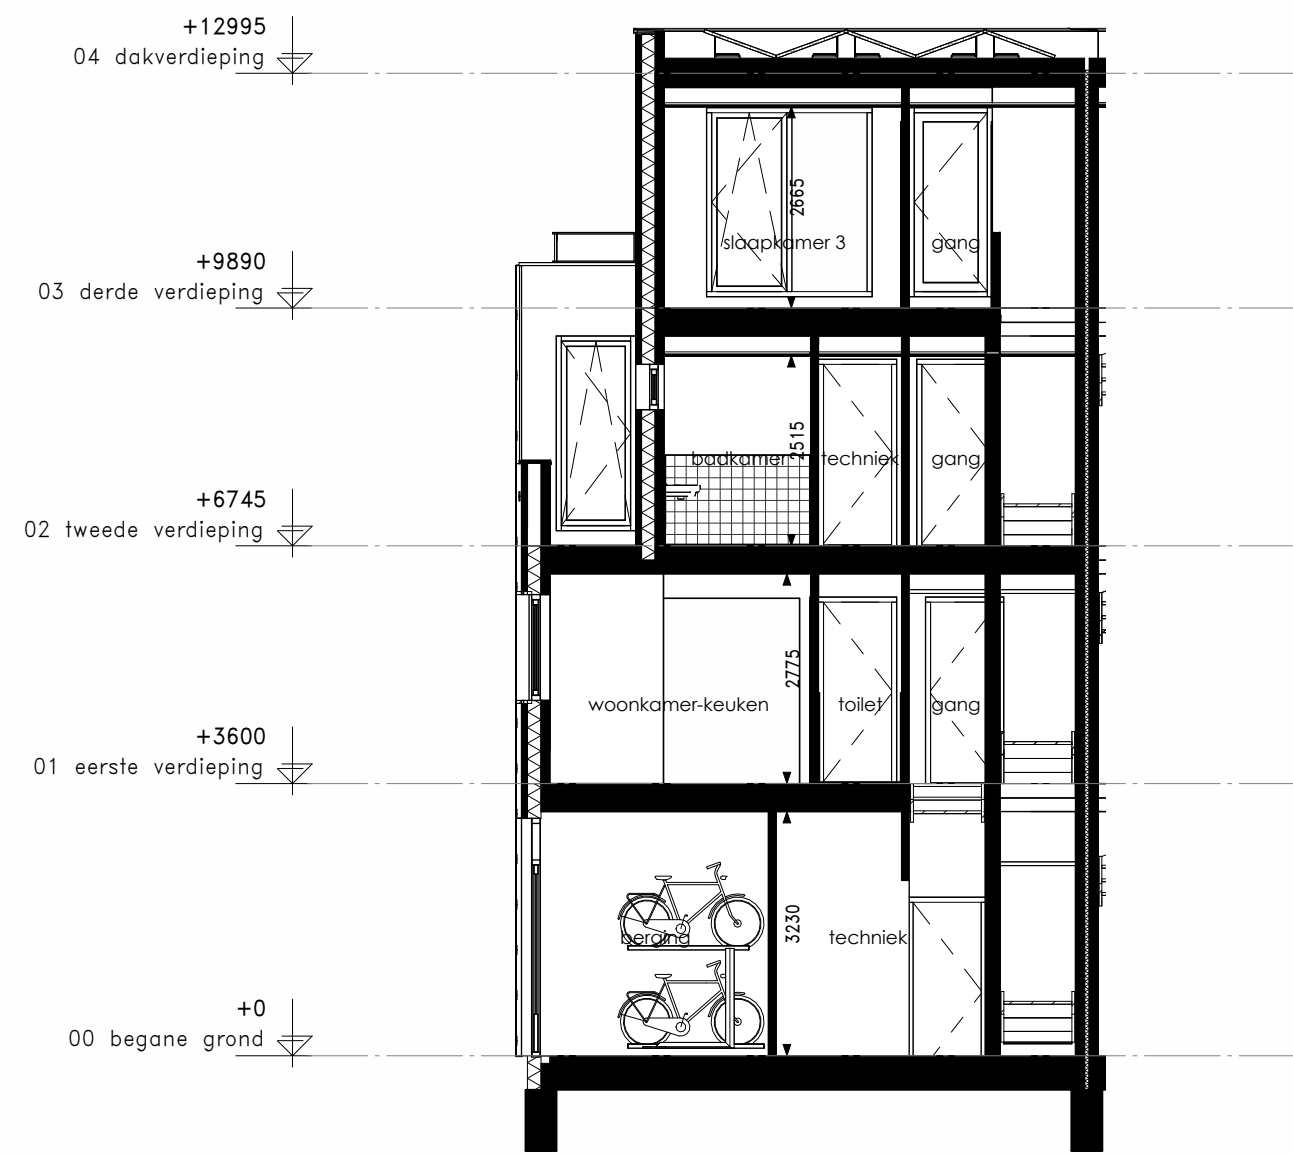 +12995
04 dakverdieping
2665
slaapkamer 3
gang
+9890
03 derde verdieping
2515
badkamer
techniek
gang
+6745
02 tweede verdieping
2775
woonkamer-keuken
toilet
gang
+3600
01 eerste verdieping
3230
berging
techniek
+0
00 begane grond